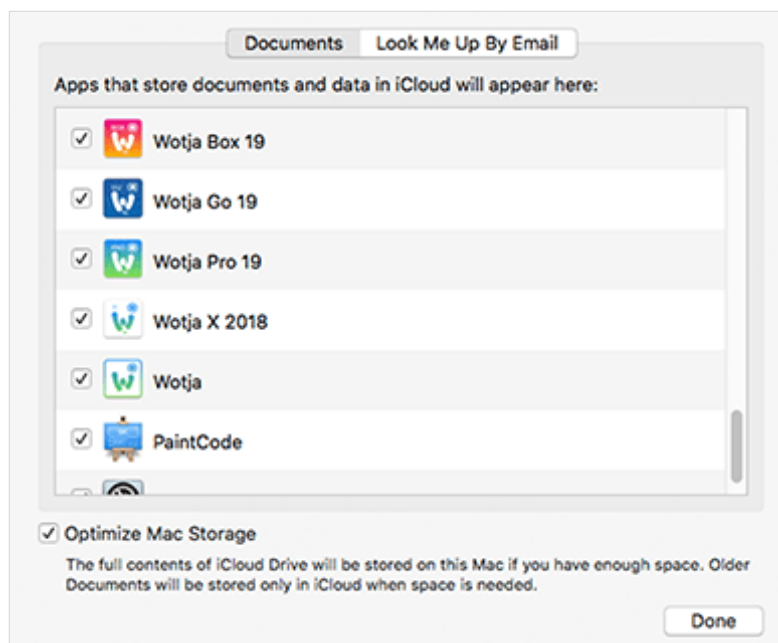 Documents Look Me Up By Email
Apps that store documents and data in iCloud will appear here:
Wotja Box 19
Wotja Go 19
Wotja Pro 19
Wotja X 2018
Wotja
PaintCode
Optimize Mac Storage
The full contents of iCloud Drive will be stored on this Mac if you have enough space. Older
Documents will be stored only in iCloud when space is needed.
Done